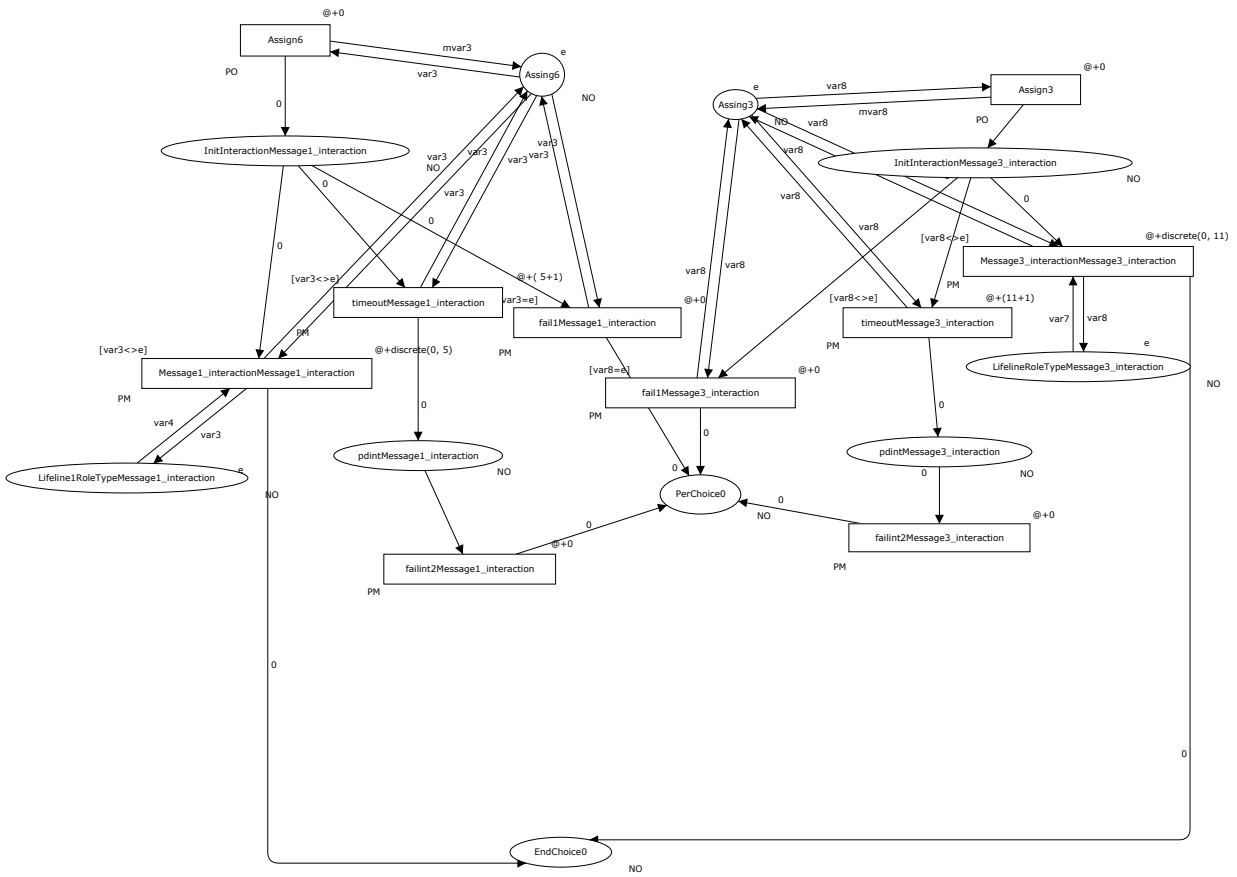 @+0
Assign6
mvar3
e
var3
Assing6
PO
NO
0
@+0
e
var8
Assign3
Assing3
mvar8
PO
NO
var8
InitInteractionMessage1_interaction
var3
NO
var3
var3
var3
var3
var8
InitInteractionMessage3_interaction
NO
0
var3
var8
0
0
0
var8
[var8<>e]
@+discrete(0, 11)
var8
var8
Message3_interactionMessage3_interaction
[var3<>e]
@+( 5+1)
PM
timeoutMessage1_interaction
var3=e]
@+0
[var8<>e]
@+(11+1)
fail1Message1_interaction
timeoutMessage3_interaction
var7
var8
PM
PM
PM
e
[var3<>e]
@+discrete(0, 5)
Message1_interactionMessage1_interaction
[var8=e]
@+0
LifelineRoleTypeMessage3_interaction
NO
PM
fail1Message3_interaction
PM
var4
var3
0
0
0
pdintMessage1_interaction
pdintMessage3_interaction
Lifeline1RoleTypeMessage1_interaction
e
NO
0
0
NO
NO
PerChoice0
0
NO
0
@+0
@+0
failint2Message3_interaction
failint2Message1_interaction
PM
PM
0
0
EndChoice0
NO